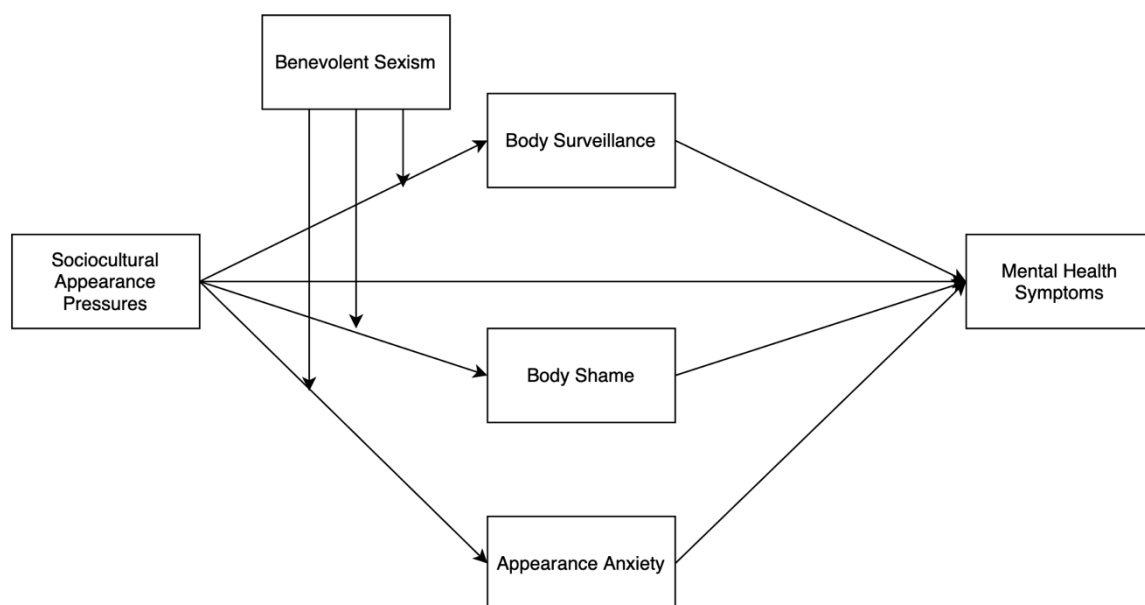 Benevolent Sexism
Body Surveillance
Sociocultural
Appearance
Pressures
Mental Health
Symptoms
Body Shame
Appearance Anxiety